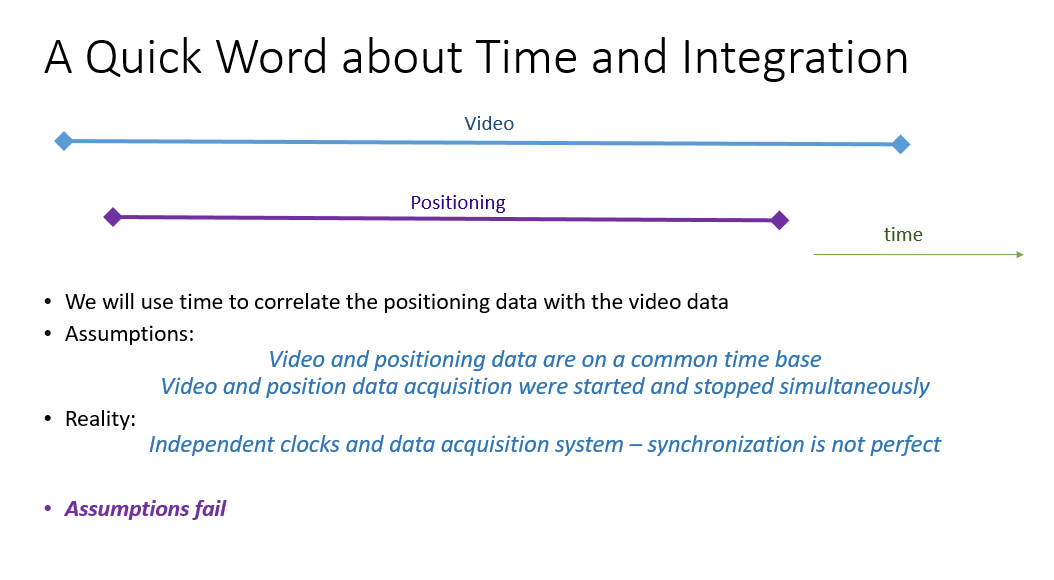 A Quick Word about Time and Integration
Video
Positioning
time
• We will use time to correlate the positioning data with the video data
• Assumptions:
Video and positioning data are on a common time base
Video and position data acquisition were started and stopped simultaneously
• Reality:
Independent clocks and data acquisition system – synchronization is not perfect
• Assumptions fail